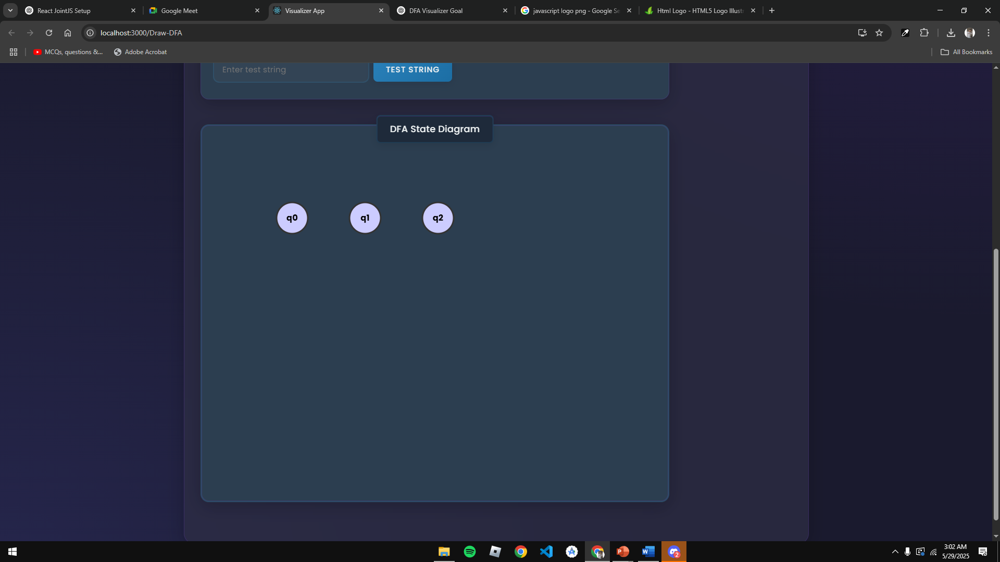 React JointJS Setup
Google Meet
Visualizer App
DFA Visualizer Goal
javascript logo png - Google Se
Html Logo - HTML5 Logo Illust
localhost:3000/Draw-DFA
MCQs, questions &...
Adobe Acrobat
All Bookmarks
Enter test string
TEST STRING
DFA State Diagram
q0
q1
q2
3:02 AM
5/29/2025
2